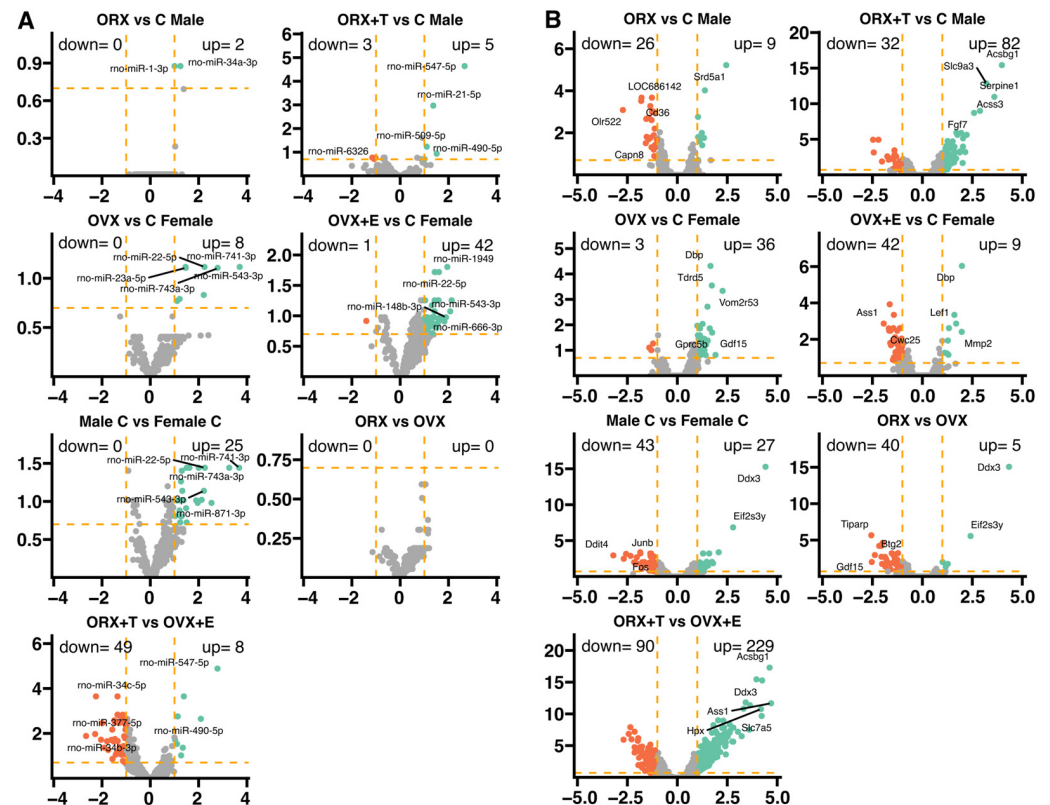 A
ORX vs C Male
down= 0
up= 2
rno-miR-1-3p
rno-miR-34a-3p
0.9
0.6
0.3
−4 −2 0 2 4
ORX+T vs C Male
down= 3
up= 5
rno-miR-547-5p
rno-miR-21-5p
rno-miR-509-5p
rno-miR-6326
rno-miR-490-5p
6
5
4
3
2
1
−4 −2 0 2 4
OVX vs C Female
down= 0
up= 8
rno-miR-22-5p
rno-miR-741-3p
rno-miR-23a-5p
rno-miR-543-3p
rno-miR-743a-3p
1.0
0.5
−4 −2 0 2 4
OVX+E vs C Female
down= 1
up= 42
rno-miR-1949
rno-miR-22-5p
rno-miR-148b-3p
rno-miR-543-3p
rno-miR-666-3p
2.0
1.5
1.0
0.5
−4 −2 0 2 4
Male C vs Female C
down= 0
up= 25
rno-miR-22-5p
rno-miR-741-3p
rno-miR-743a-3p
rno-miR-543-3p
rno-miR-871-3p
1.5
1.0
0.5
−4 −2 0 2 4
ORX vs OVX
down= 0
up= 0
0.75
0.50
0.25
−4 −2 0 2 4
ORX+T vs OVX+E
down= 49
up= 8
rno-miR-547-5p
rno-miR-34c-5p
rno-miR-377-5p
rno-miR-490-5p
rno-miR-34b-3p
6
4
2
−4 −2 0 2 4
B
ORX vs C Male
down= 26
up= 9
Srd5a1
LOC686142
Cd36
Olr522
Capn8
6
4
2
−5.0 −2.5 0.0 2.5 5.0
ORX+T vs C Male
down= 32
up= 82
Acsbg1
Slc9a3
Serpine1
Acss3
Fgf7
20
15
10
5
−5.0 −2.5 0.0 2.5 5.0
OVX vs C Female
down= 3
up= 36
Dbp
Tdrd5
Vom2r53
Gprc5b
Gdf15
5
4
3
2
1
−5.0 −2.5 0.0 2.5 5.0
OVX+E vs C Female
down= 42
up= 9
Dbp
Ass1
Lef1
Cwc25
Mmp2
8
6
4
2
−5.0 −2.5 0.0 2.5 5.0
Male C vs Female C
down= 43
up= 27
Ddx3
Eif2s3y
Ddit4
Junb
Fos
15
10
5
−5.0 −2.5 0.0 2.5 5.0
ORX vs OVX
down= 40
up= 5
Ddx3
Tiparp
Eif2s3y
Btg2
Gdf15
15
10
5
−5.0 −2.5 0.0 2.5 5.0
ORX+T vs OVX+E
down= 90
up= 229
Acsbg1
Ddx3
Ass1
Hpx
Slc7a5
20
15
10
5
−5.0 −2.5 0.0 2.5 5.0